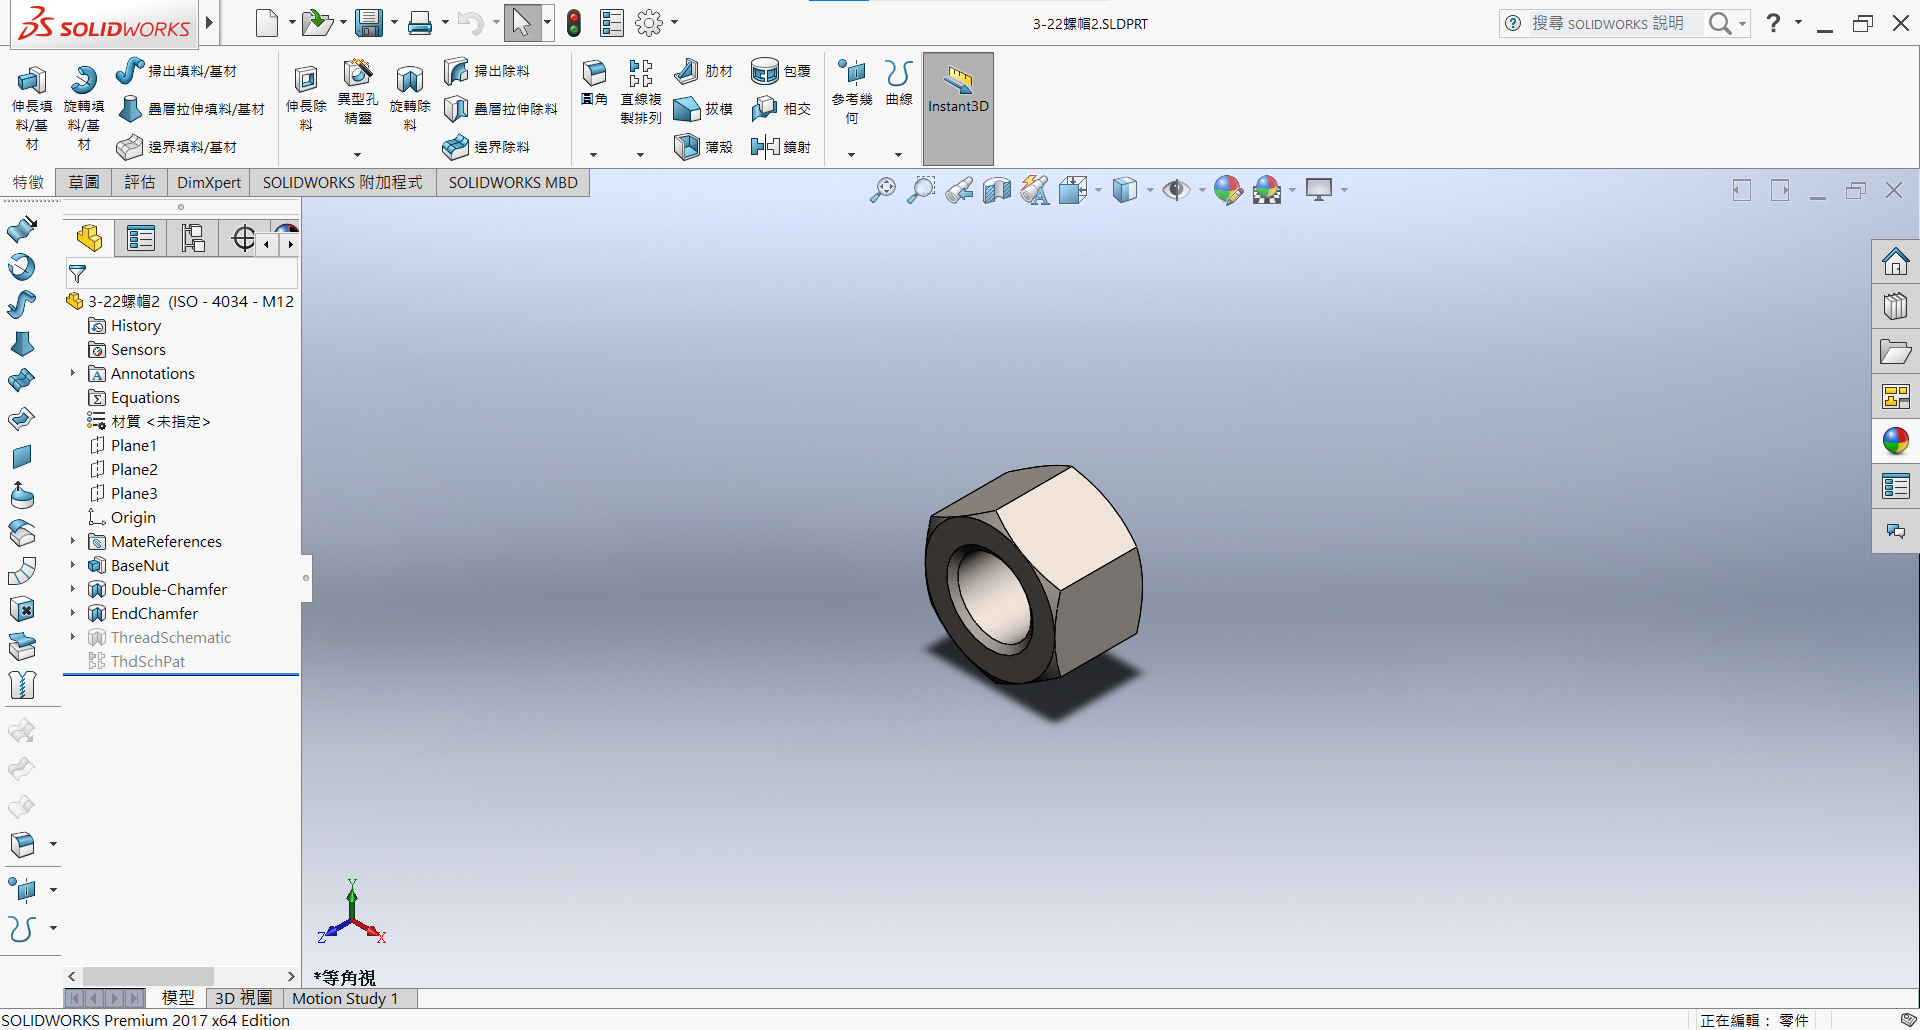 SOLIDWORKS
3-22螺帽2.SLDPRT
搜尋 SOLIDWORKS 說明
?
伸長填料/基材
旋轉填料/基材
掃出填料/基材
疊層拉伸填料/基材
邊界填料/基材
伸長除料
異型孔精靈
旋轉除料
掃出除料
疊層拉伸除料
邊界除料
圓角
直線複製排列
肋材
拔模
薄殼
包覆
相交
鏡射
參考幾何
曲線
Instant3D
特徵
草圖
評估
DimXpert
SOLIDWORKS 附加程式
SOLIDWORKS MBD
3-22螺帽2 (ISO - 4034 - M12
History
Sensors
Annotations
Equations
材質 <未指定>
Plane1
Plane2
Plane3
Origin
MateReferences
BaseNut
Double-Chamfer
EndChamfer
ThreadSchematic
ThdSchPat
Y
Z
X
*等角視
模型
3D 視圖
Motion Study 1
SOLIDWORKS Premium 2017 x64 Edition
正在編輯： 零件